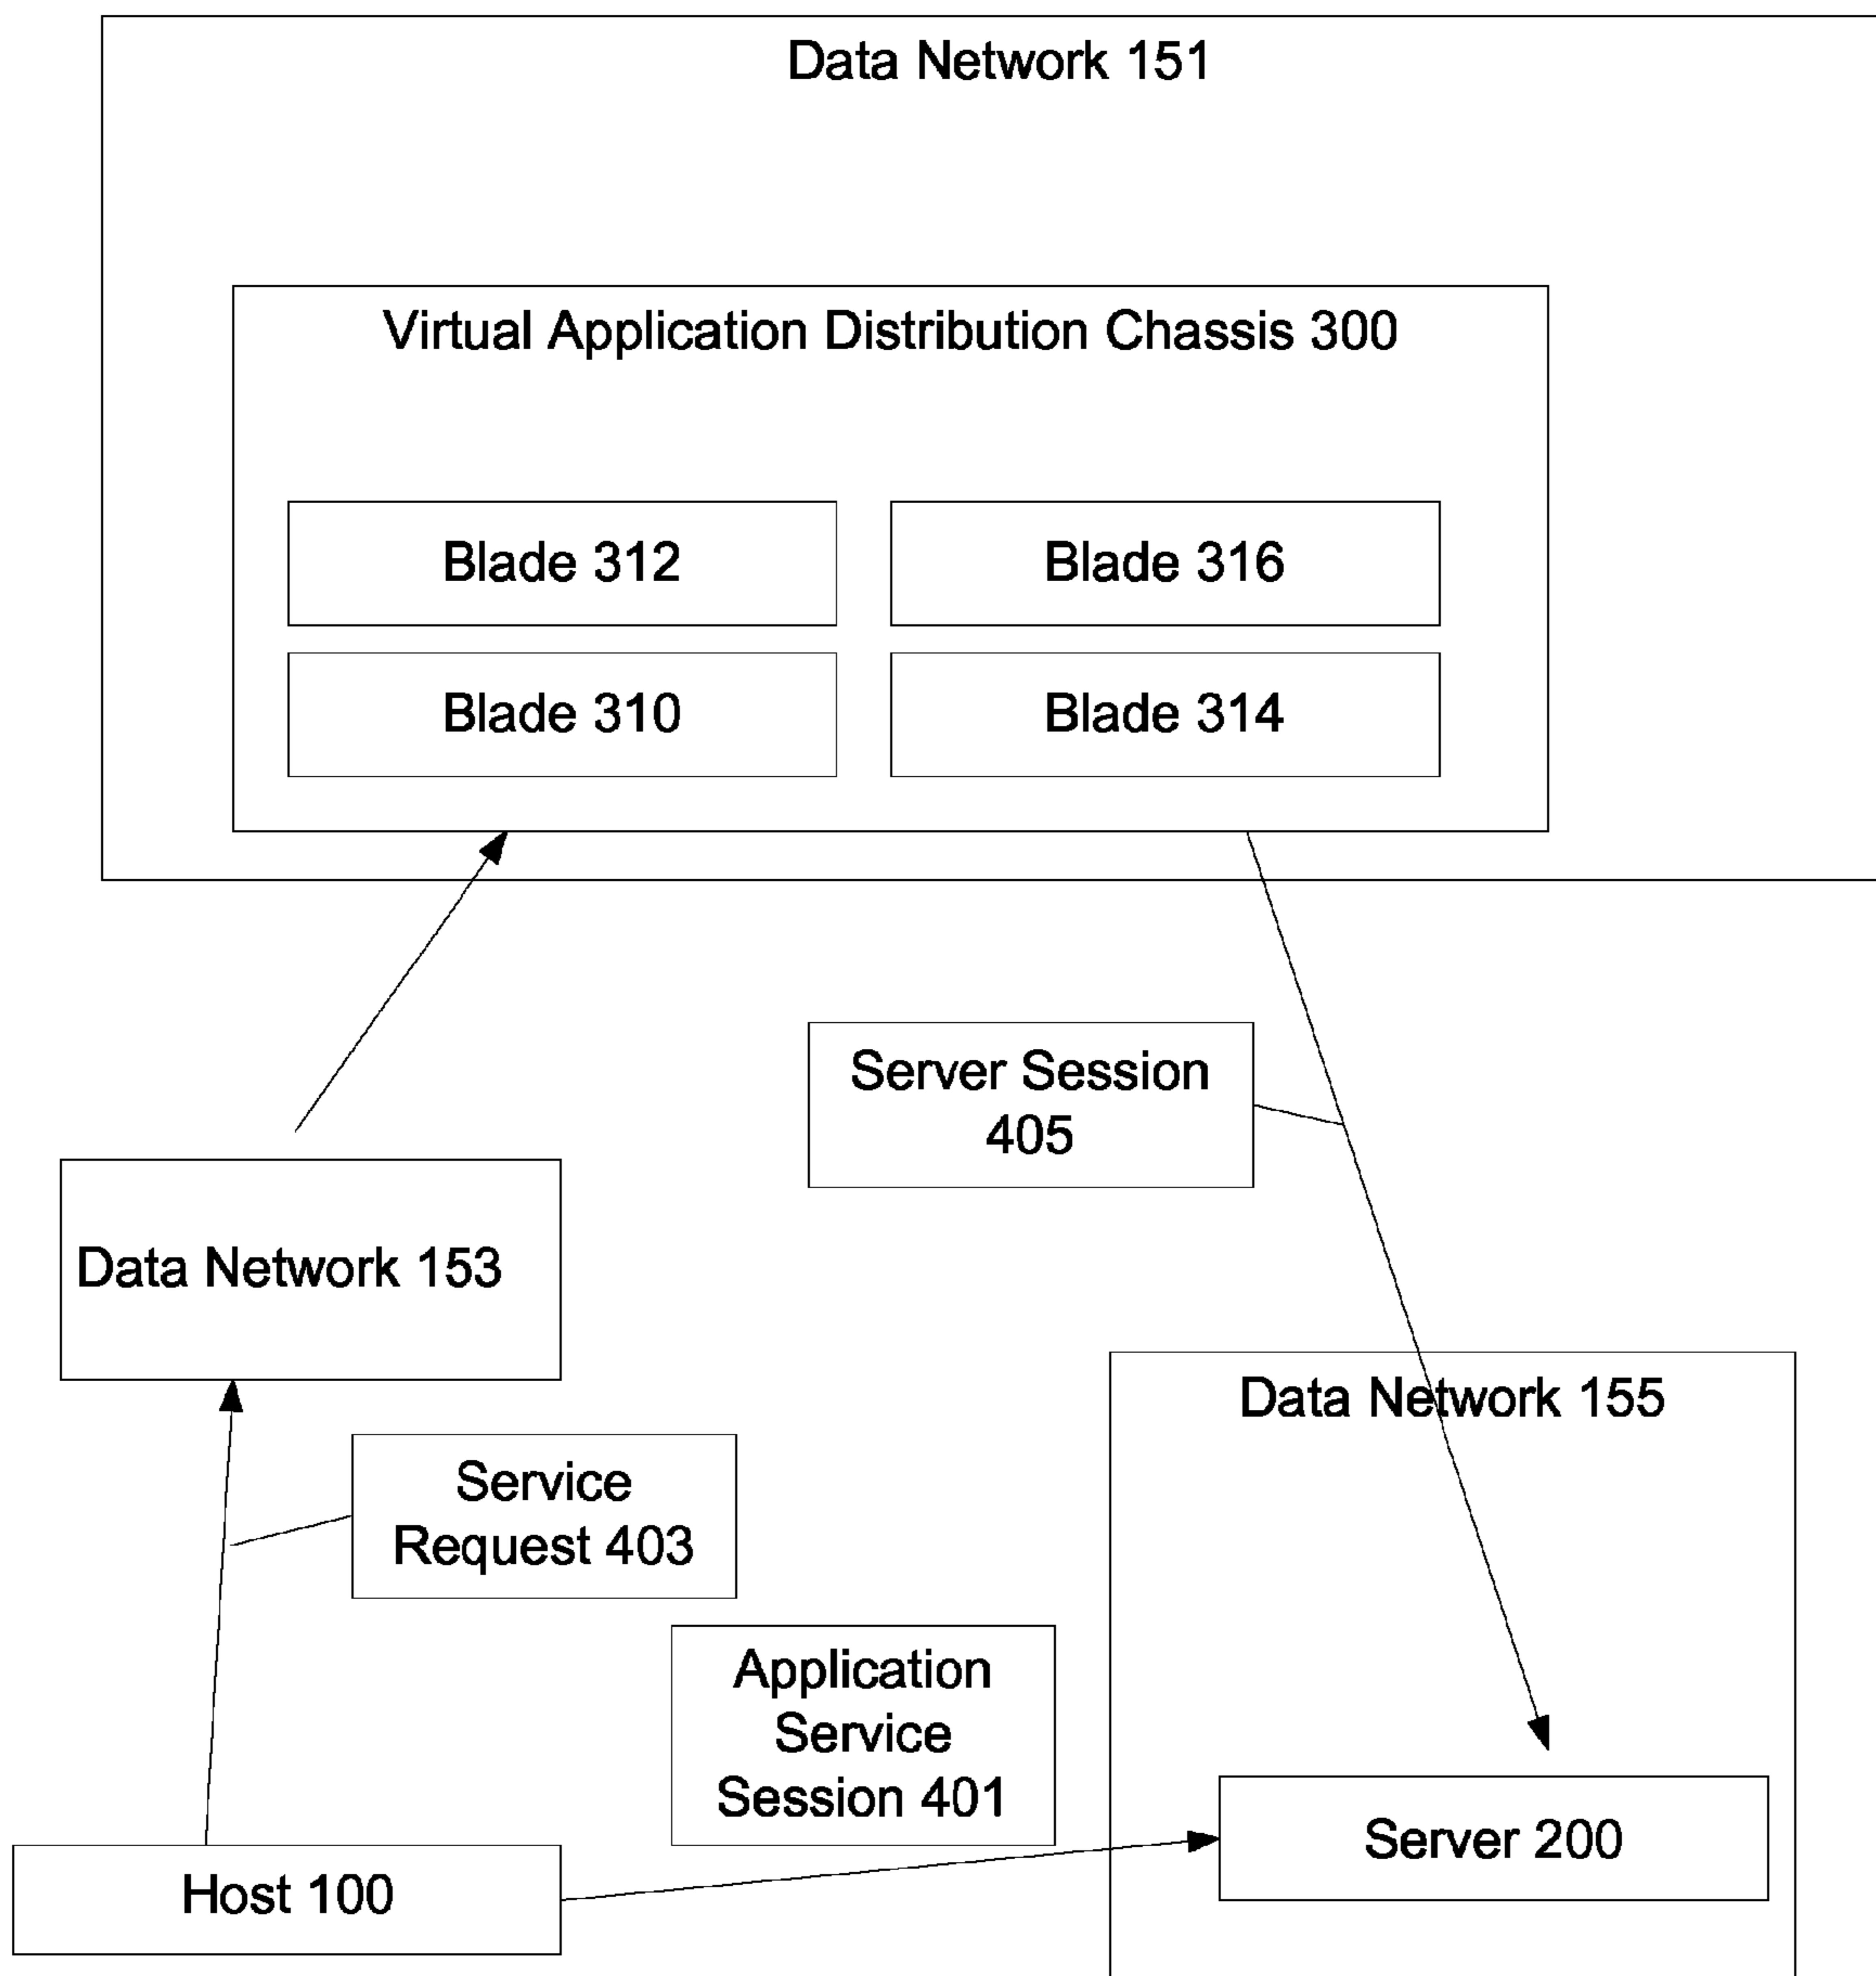 Data Network 151
Virtual Application Distribution Chassis 300
Blade 312
Blade 316
Blade 310
Blade 314
Server Session
405
Data Network 153
Data Network 155
Service
Request 403
Application
Service
Session 401
Server 200
Host 100